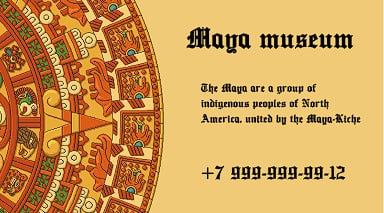 Maya museum
The Maya are a group of
indigenous peoples of North
America, united by the Maya-Kiche
+7 999-999-99-12